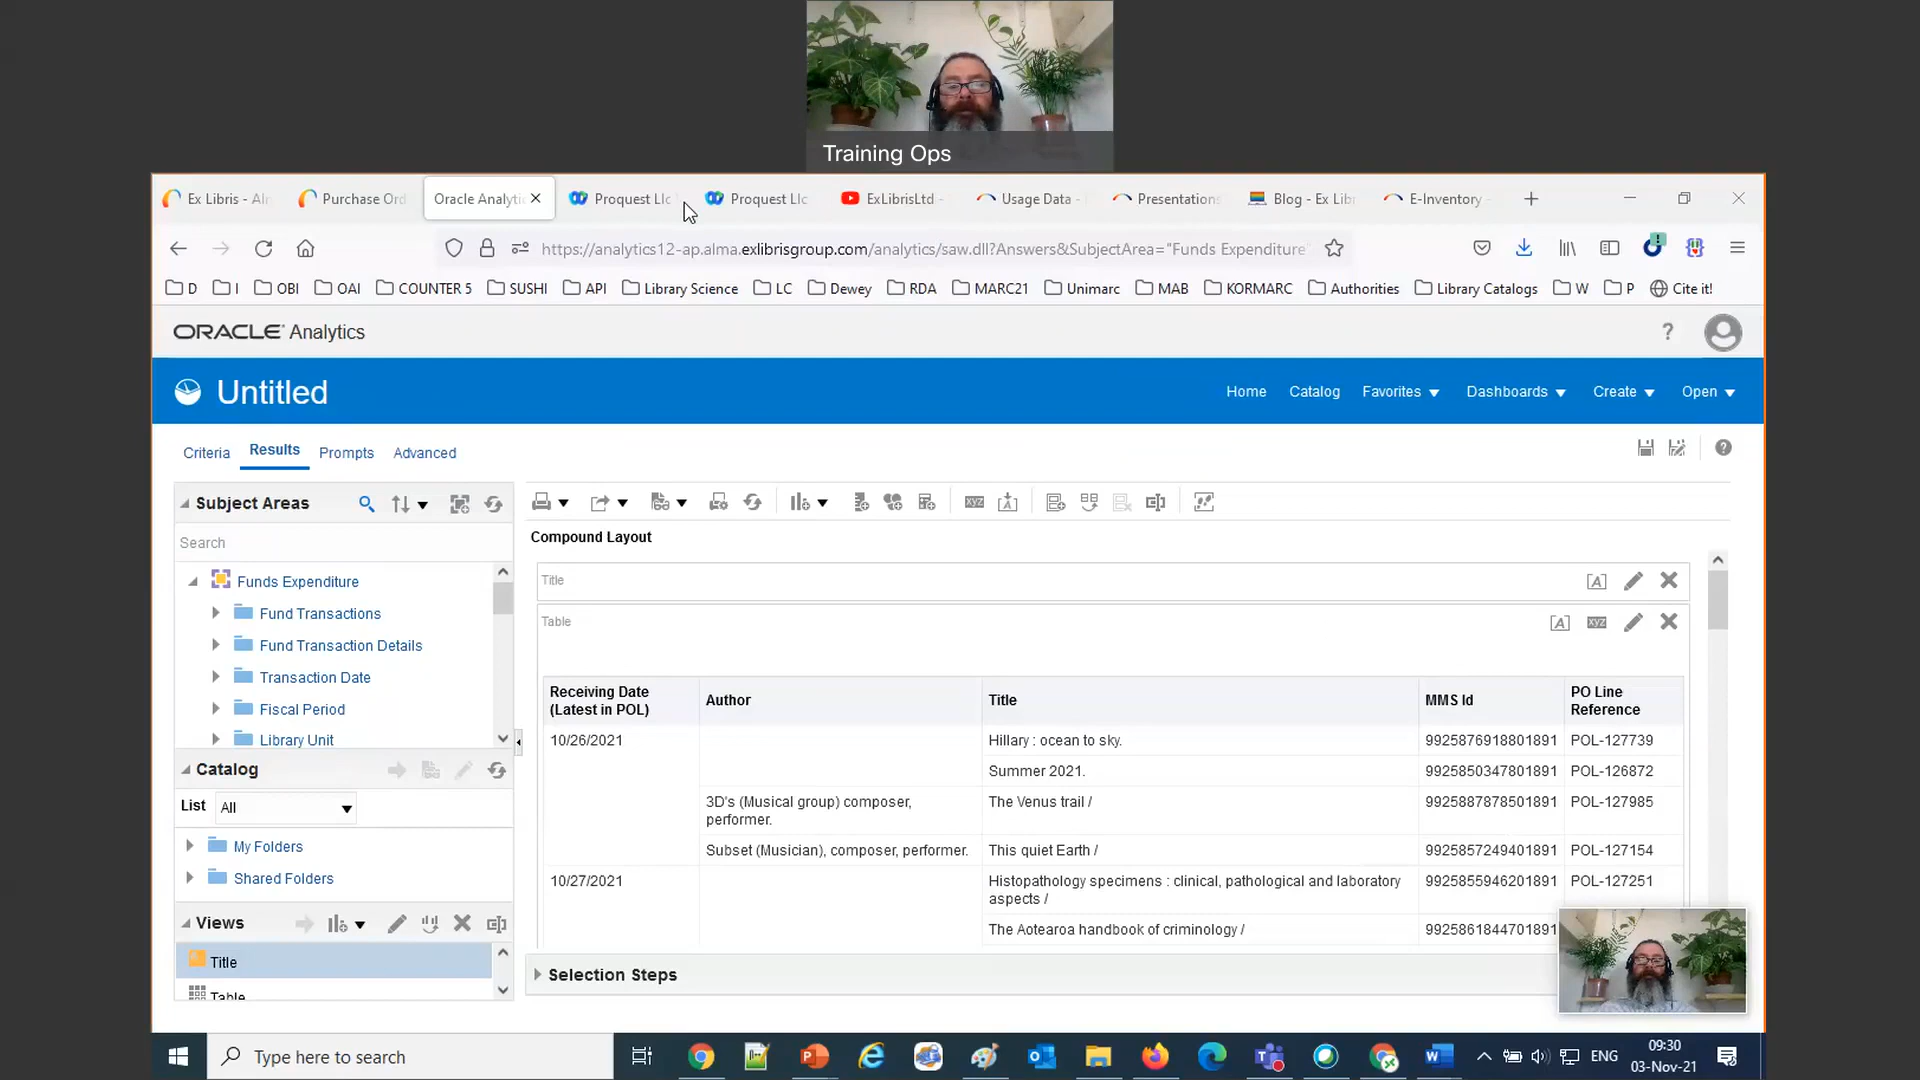 Training Ops
Ex Libris - Alm
Purchase Ord
Oracle Analytic
Proquest Llc
Proquest Llc
ExLibrisLtd -
Usage Data -
Presentations
Blog - Ex Lib
E-Inventory -
https://analytics12-ap.alma.exlibrisgroup.com/analytics/saw.dll?Answers&SubjectArea="Funds Expenditure"
D
I
OBI
OAI
COUNTER 5
SUSHI
API
Library Science
LC
Dewey
RDA
MARC21
Unimarc
MAB
KORMARC
Authorities
Library Catalogs
W
P
Cite it!
ORACLE Analytics
?
Untitled
Home
Catalog
Favorites
Dashboards
Create
Open
Criteria
Results
Prompts
Advanced
Subject Areas
Search
Funds Expenditure
Fund Transactions
Fund Transaction Details
Transaction Date
Fiscal Period
Library Unit
Catalog
List All
My Folders
Shared Folders
Views
Title
Table
xyz
Compound Layout
Title
Table
xyz
Receiving Date (Latest in POL) Author Title MMS Id PO Line Reference
10/26/2021 Hillary : ocean to sky. 9925876918801891 POL-127739
Summer 2021. 9925850347801891 POL-126872
3D's (Musical group) composer, performer. The Venus trail / 9925887878501891 POL-127985
Subset (Musician), composer, performer. This quiet Earth / 9925857249401891 POL-127154
10/27/2021 Histopathology specimens : clinical, pathological and laboratory aspects / 9925855946201891 POL-127251
The Aotearoa handbook of criminology / 9925861844701891
Selection Steps
Type here to search
ENG
09:30
03-Nov-21